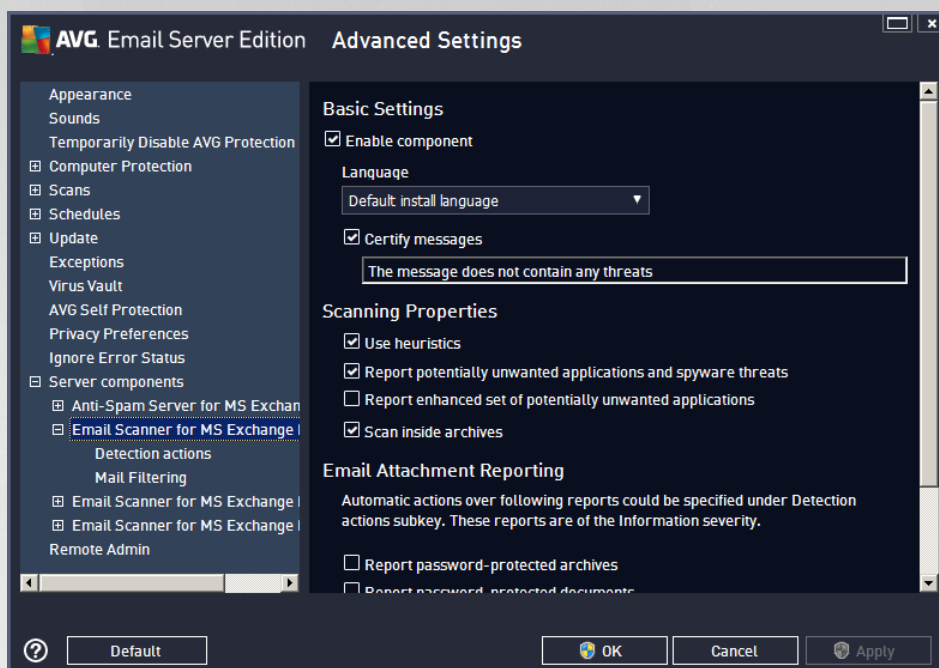 AVG. Email Server Edition Advanced Settings
Appearance
Sounds
Temporarily Disable AVG Protection
Computer Protection
Scans
Schedules
Update
Exceptions
Virus Vault
AVG Self Protection
Privacy Preferences
Ignore Error Status
Server components
Anti-Spam Server for MS Exchan
Email Scanner for MS Exchange
Detection actions
Mail Filtering
Email Scanner for MS Exchange
Email Scanner for MS Exchange
Remote Admin
Basic Settings
Enable component
Language
Default install language
Certify messages
The message does not contain any threats
Scanning Properties
Use heuristics
Report potentially unwanted applications and spyware threats
Report enhanced set of potentially unwanted applications
Scan inside archives
Email Attachment Reporting
Automatic actions over following reports could be specified under Detection
actions subkey. These reports are of the Information severity.
Report password-protected archives
Report password-protected documents
Default
OK
Cancel
Apply